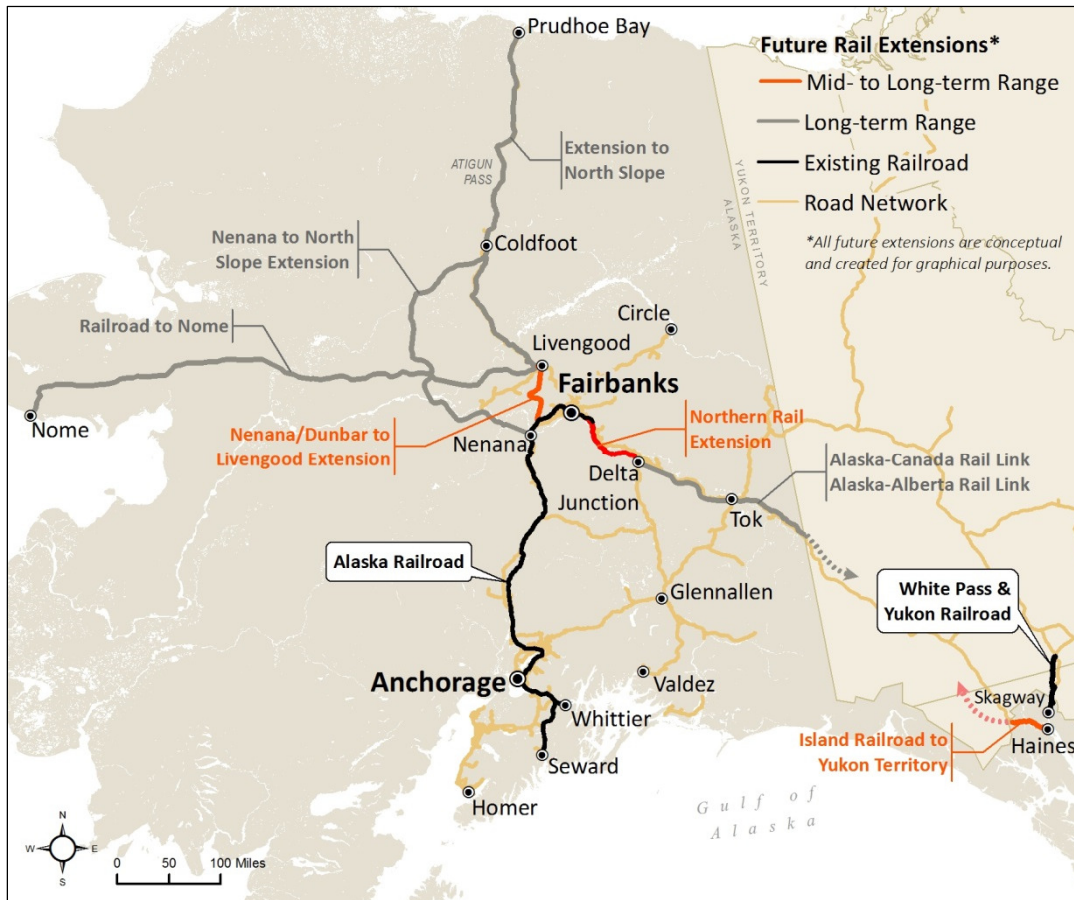 Prudhoe Bay
Future Rail Extensions*
Mid- to Long-term Range
Long-term Range
Existing Railroad
Road Network
*All future extensions are conceptual
and created for graphical purposes.
Extension to
North Slope
ATIGUN
PASS
YUKON TERRITORY
ALASKA
Coldfoot
Nenana to North
Slope Extension
Railroad to Nome
Circle
Livengood
Fairbanks
Nome
Nenana/Dunbar to
Livengood Extension
Nenana
Northern Rail
Extension
Delta
Junction
Alaska-Canada Rail Link
Alaska-Alberta Rail Link
Tok
Alaska Railroad
Glennallen
White Pass &
Yukon Railroad
Anchorage
Valdez
Whittier
Skagway
Haines
Island Railroad to
Yukon Territory
Seward
Homer
Gulf of
Alaska
N
W
E
S
0 50 100 Miles